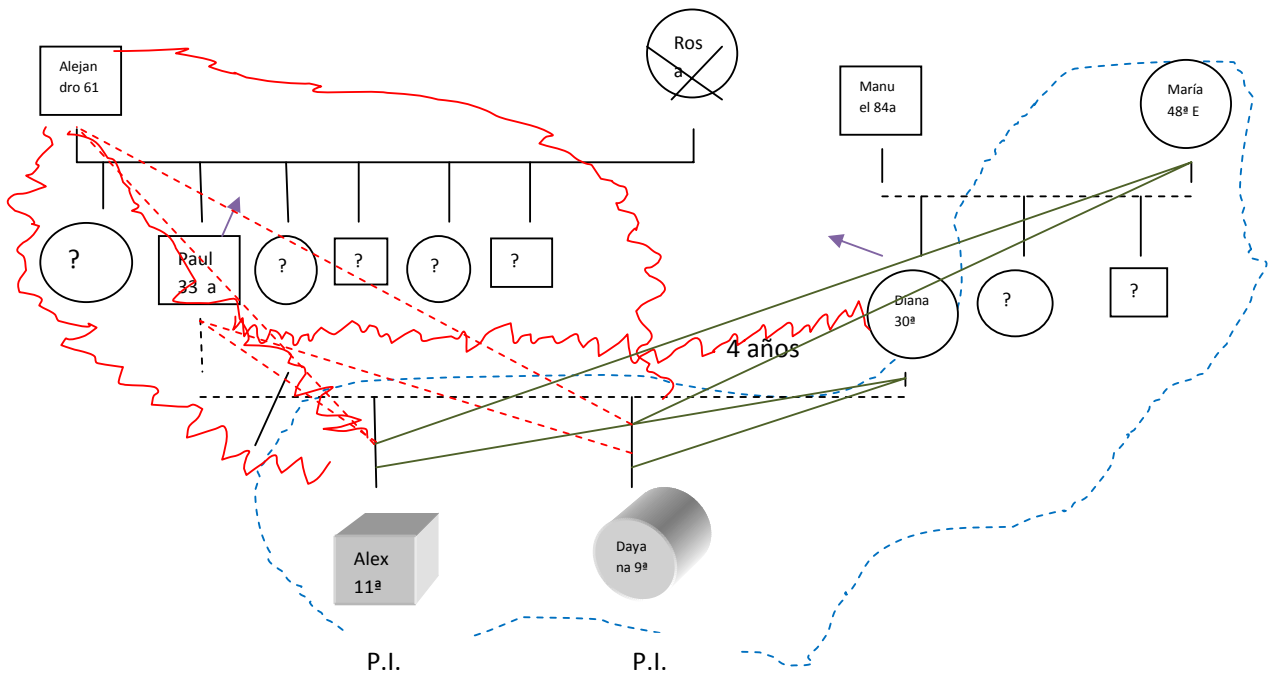 Ros
a
Alejan
dro 61
Manu
el 84a
María
48ª E
?
Paul
33 a
?
?
?
?
Diana
30ª
?
?
4 años
Alex
11ª
Daya
na 9ª
P.I.
P.I.